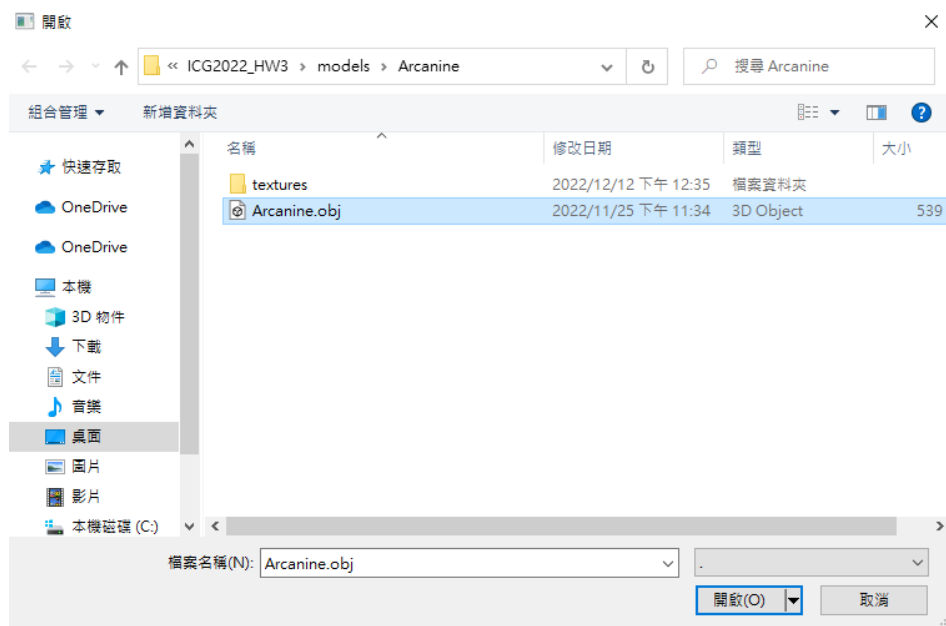 開啟
« ICG2022_HW3 › models › Arcanine
搜尋 Arcanine
組合管理
新增資料夾
名稱 修改日期 類型 大小
textures 2022/12/12 下午 12:35 檔案資料夾
Arcanine.obj 2022/11/25 下午 11:34 3D Object 539
快速存取
OneDrive
OneDrive
本機
3D 物件
下載
文件
音樂
桌面
圖片
影片
本機磁碟 (C:)
檔案名稱(N): Arcanine.obj .
開啟(O) 取消